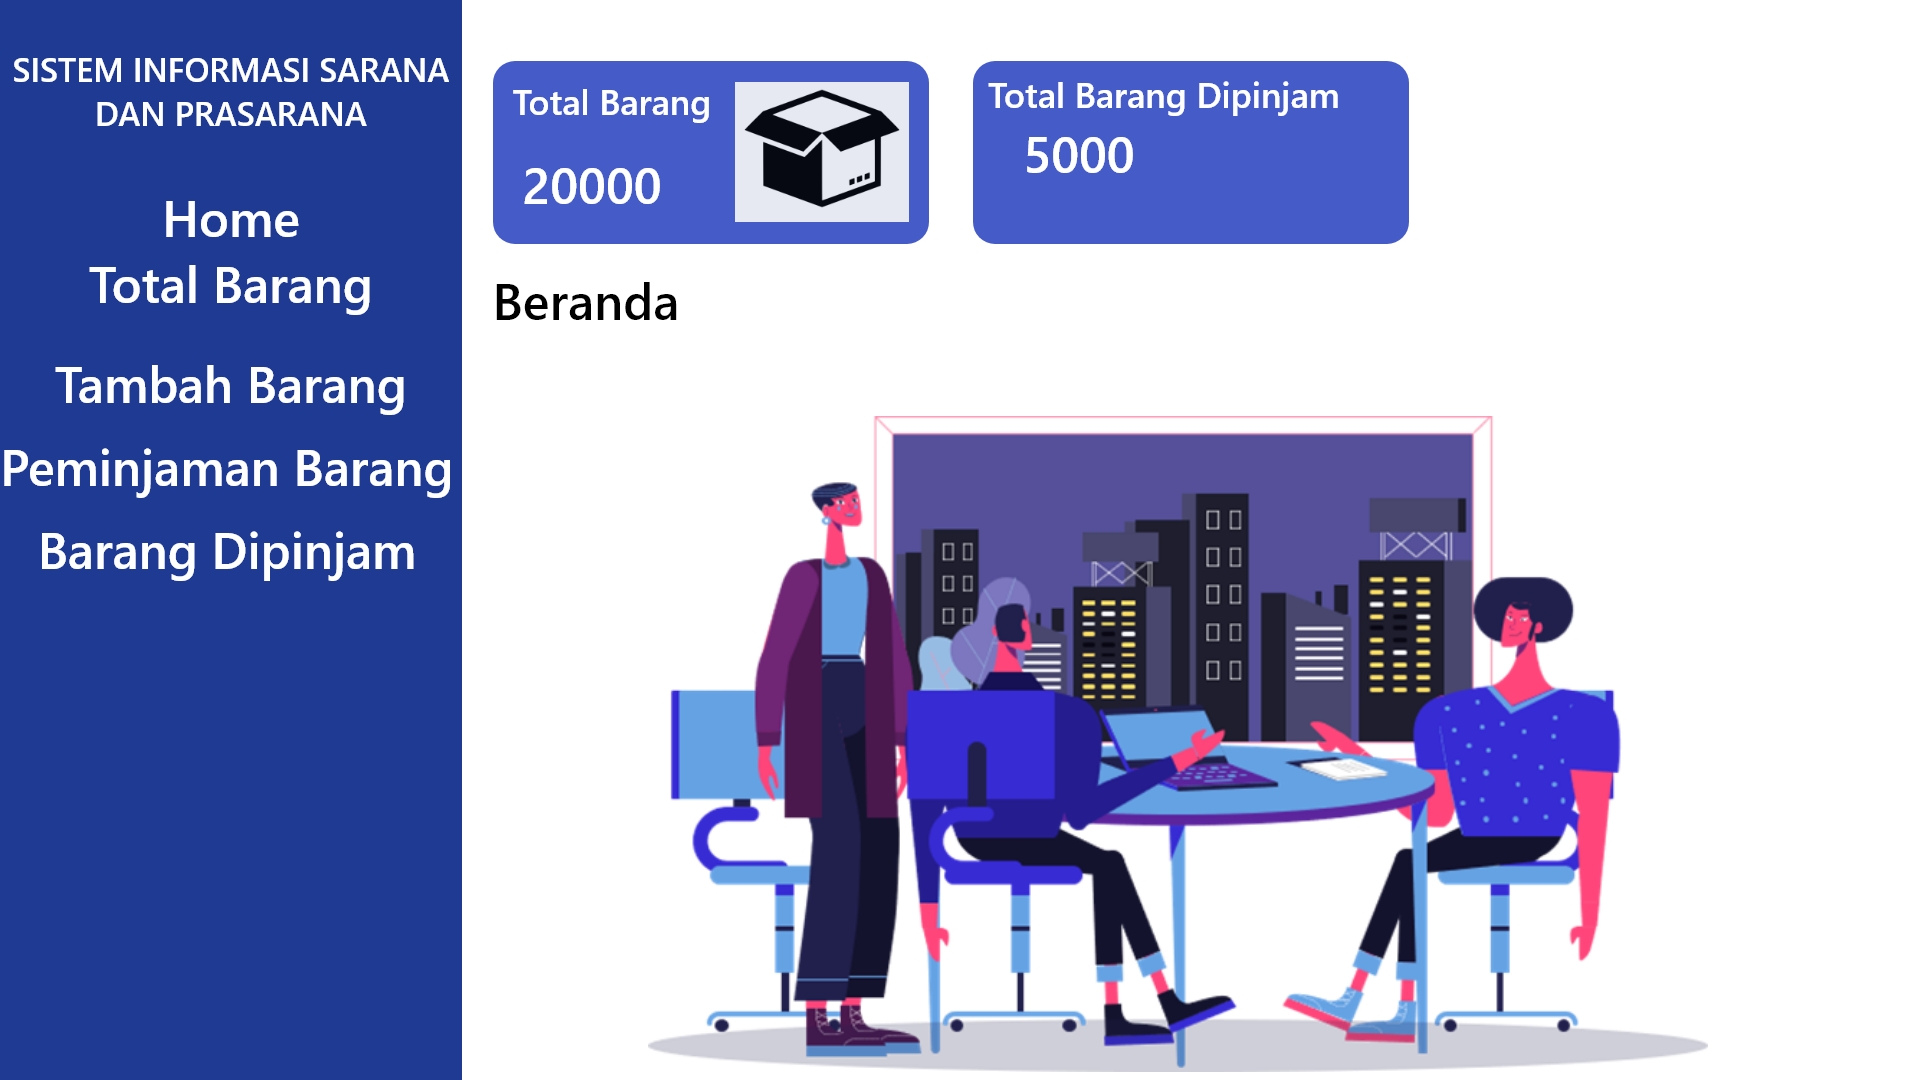 SISTEM INFORMASI SARANA
DAN PRASARANA
Home
Total Barang
Tambah Barang
Peminjaman Barang
Barang Dipinjam
Total Barang
20000
Total Barang Dipinjam
5000
Beranda